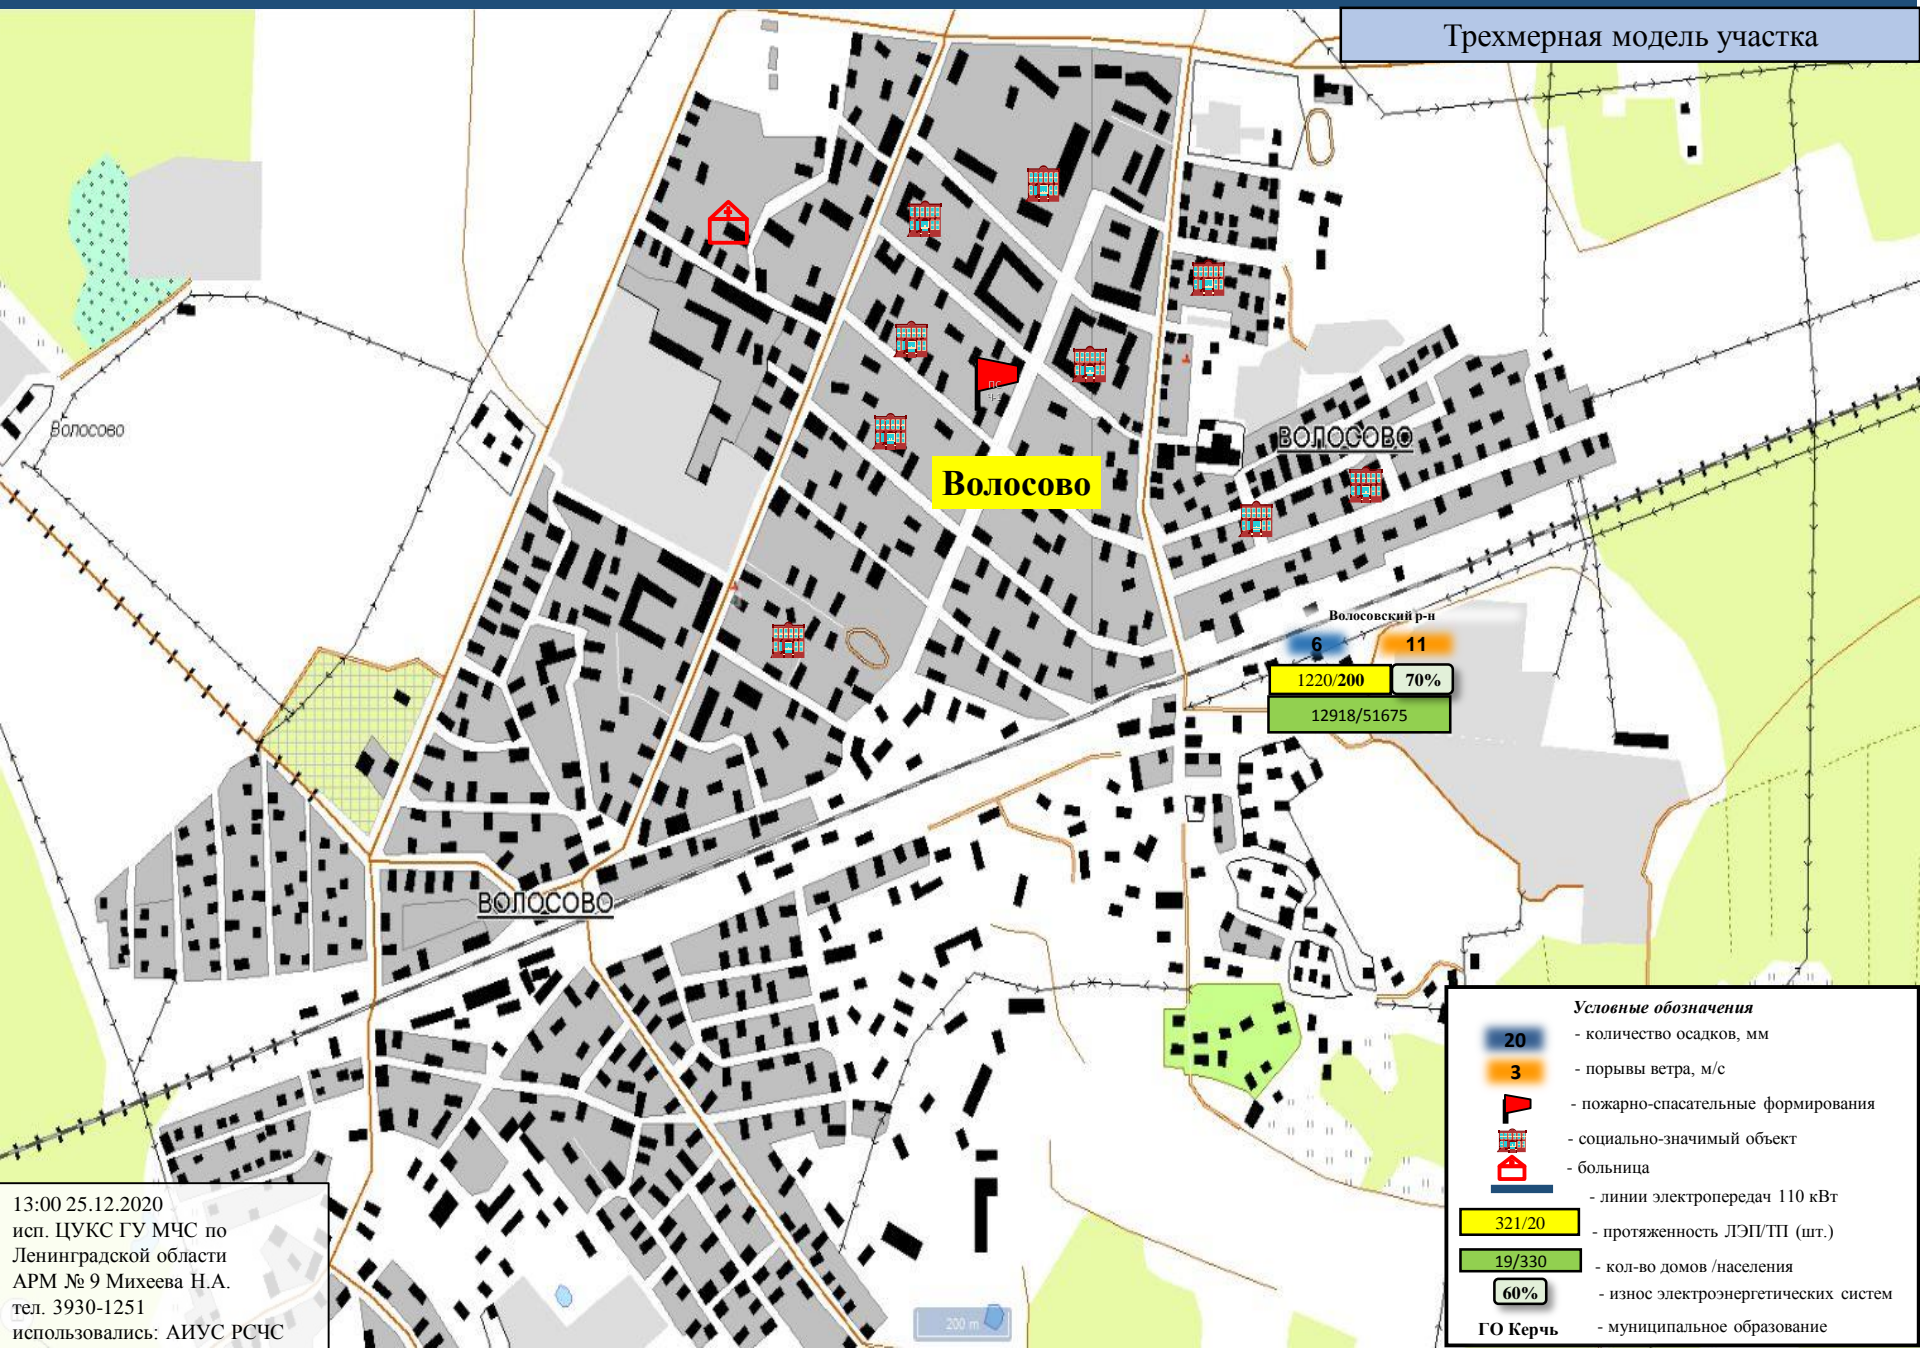 Трехмерная модель участка
Волосово
ВОЛОСОВО
Волосово
Волосовский р-н
6
11
1220/200
70%
12918/51675
ВОЛОСОВО
Условные обозначения
20 - количество осадков, мм
3 - порывы ветра, м/с
- пожарно-спасательные формирования
- социально-значимый объект
- больница
- линии электропередач 110 кВт
321/20 - протяженность ЛЭП/ТП (шт.)
19/330 - кол-во домов /населения
60% - износ электроэнергетических систем
ГО Керчь - муниципальное образование
13:00 25.12.2020
исп. ЦУКС ГУ МЧС по
Ленинградской области
АРМ № 9 Михеева Н.А.
тел. 3930-1251
использовались: АИУС РСЧС
200 m